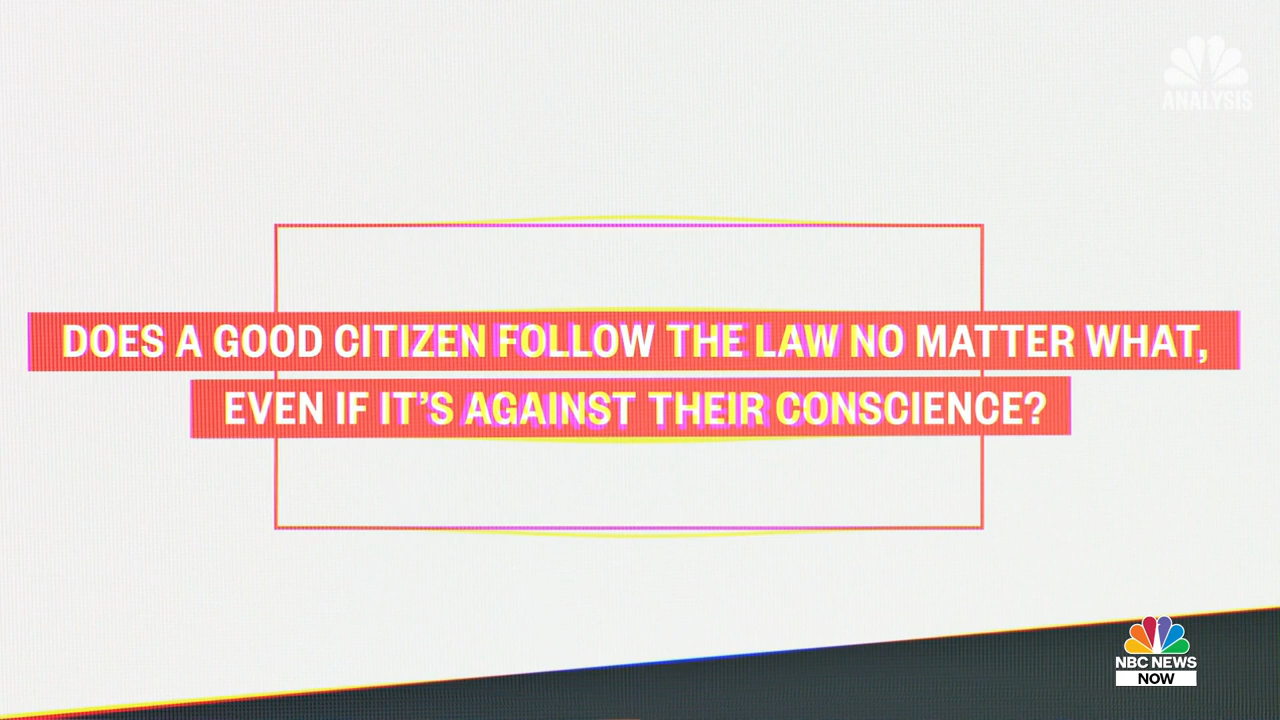 ANALYSIS
DOES A GOOD CITIZEN FOLLOW THE LAW NO MATTER WHAT,
EVEN IF IT'S AGAINST THEIR CONSCIENCE?
NBC NEWS
NOW